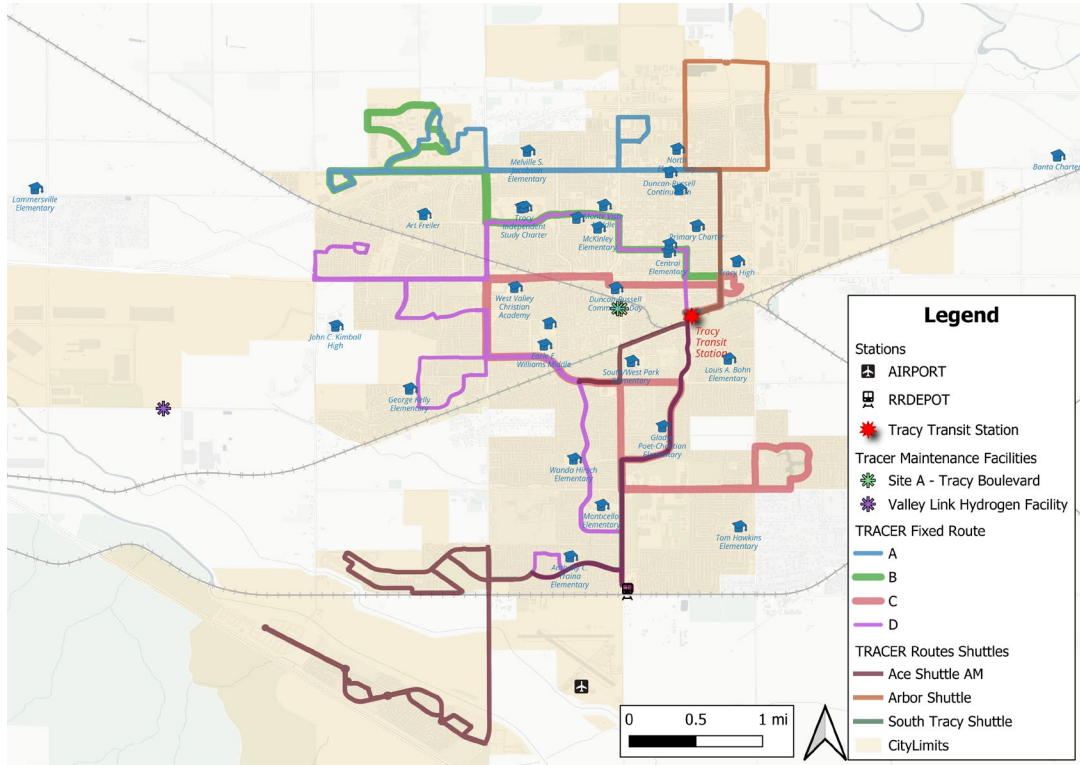 Lammersville
Elementary
Art Freiler
Melville S.
Jacobson
Elementary
North
Duncan-Russell
Continuation
Banta Charter
Tracy
Independent
Study Charter
McKinley
Elementary
Primary Charter
Central
Elementary
Tracy High
West Valley
Christian
Academy
Duncan-Russell
Community Day
John C. Kimball
High
Tracy
Transit
Station
Earle E.
Williams Middle
South/West Park
Elementary
Louis A. Bohn
Elementary
George Kelly
Elementary
Gladys
Poet-Christian
Elementary
Wanda Hirsch
Elementary
Monticello
Elementary
Tom Hawkins
Elementary
Anthony C.
Traina
Elementary
0 0.5 1 mi
Legend
Stations
AIRPORT
RRDEPOT
Tracy Transit Station
Tracer Maintenance Facilities
Site A - Tracy Boulevard
Valley Link Hydrogen Facility
TRACER Fixed Route
A
B
C
D
TRACER Routes Shuttles
Ace Shuttle AM
Arbor Shuttle
South Tracy Shuttle
CityLimits